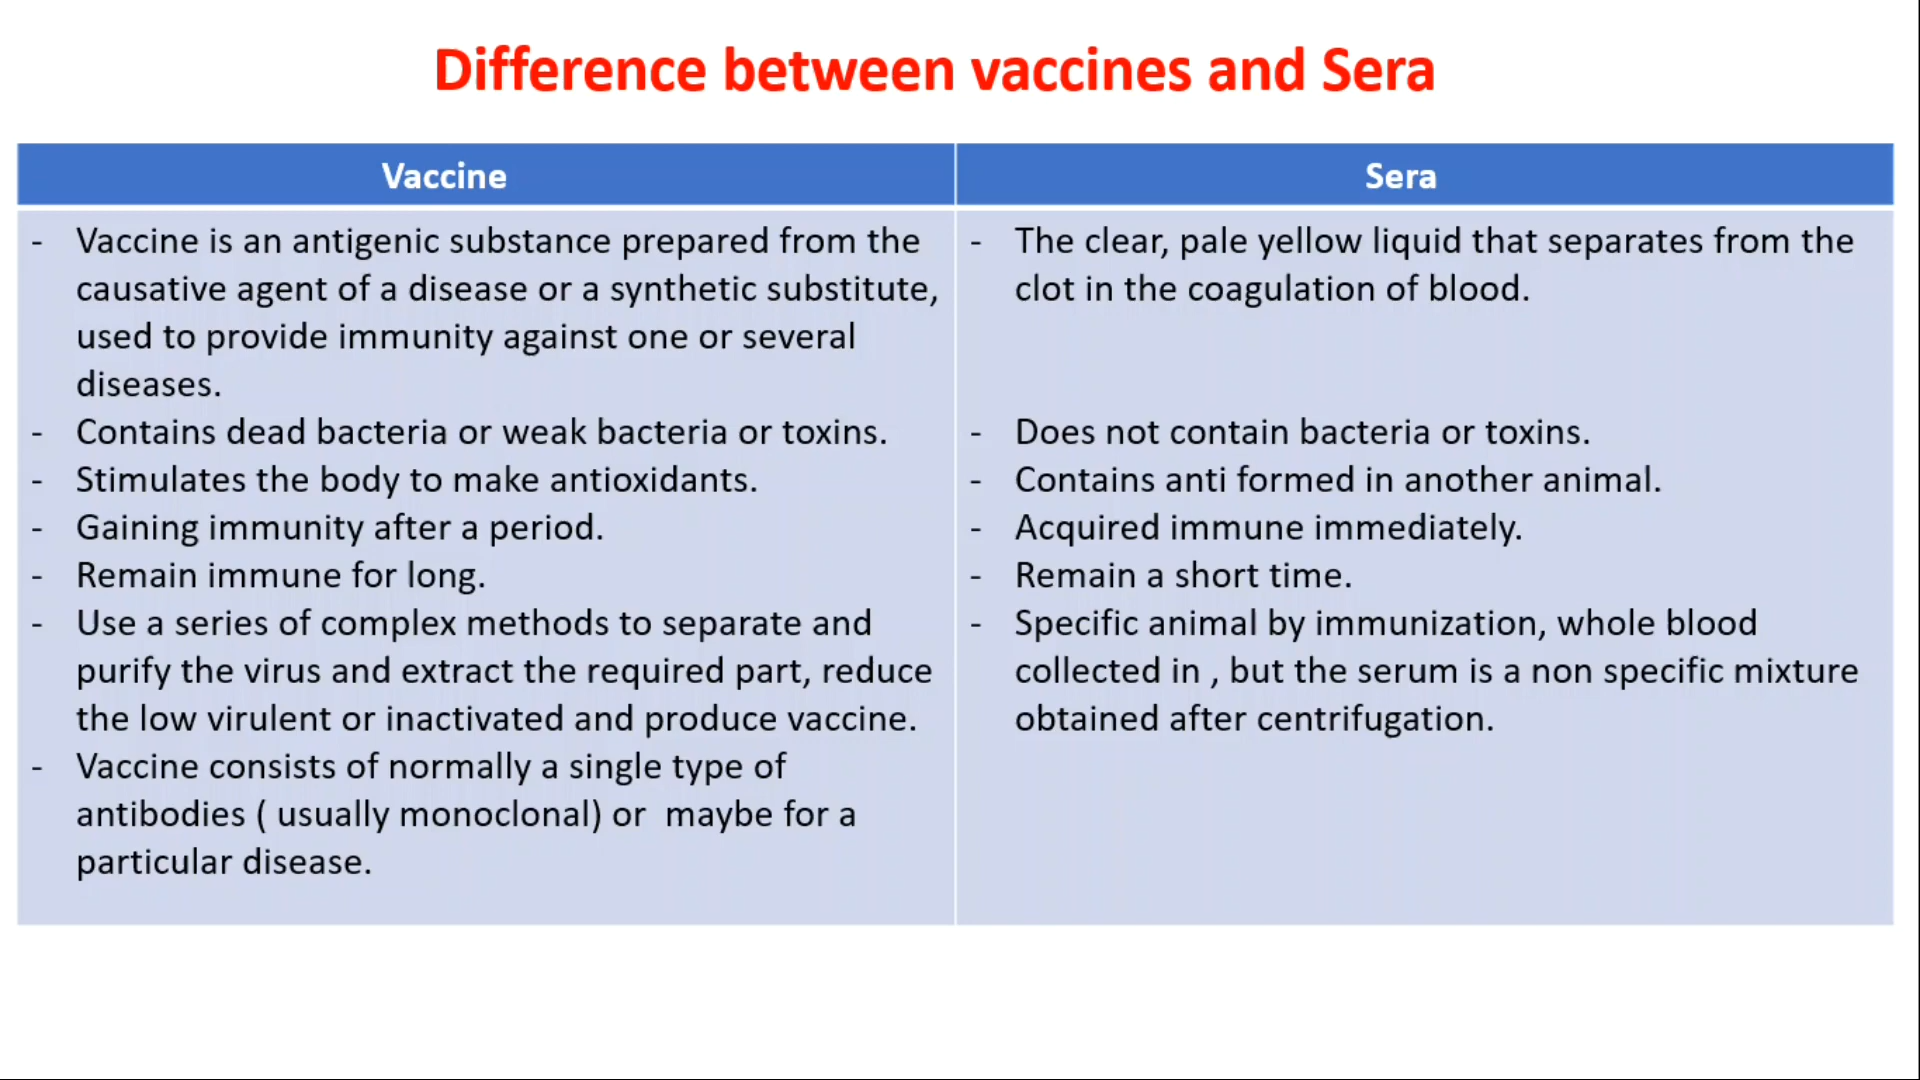 Difference between vaccines and Sera
Vaccine
- Vaccine is an antigenic substance prepared from the
causative agent of a disease or a synthetic substitute,
used to provide immunity against one or several
diseases.
- Contains dead bacteria or weak bacteria or toxins.
- Stimulates the body to make antioxidants.
- Gaining immunity after a period.
- Remain immune for long.
- Use a series of complex methods to separate and
purify the virus and extract the required part, reduce
the low virulent or inactivated and produce vaccine.
- Vaccine consists of normally a single type of
antibodies ( usually monoclonal) or  maybe for a
particular disease.
Sera
- The clear, pale yellow liquid that separates from the
clot in the coagulation of blood.
- Does not contain bacteria or toxins.
- Contains anti formed in another animal.
- Acquired immune immediately.
- Remain a short time.
- Specific animal by immunization, whole blood
collected in , but the serum is a non specific mixture
obtained after centrifugation.